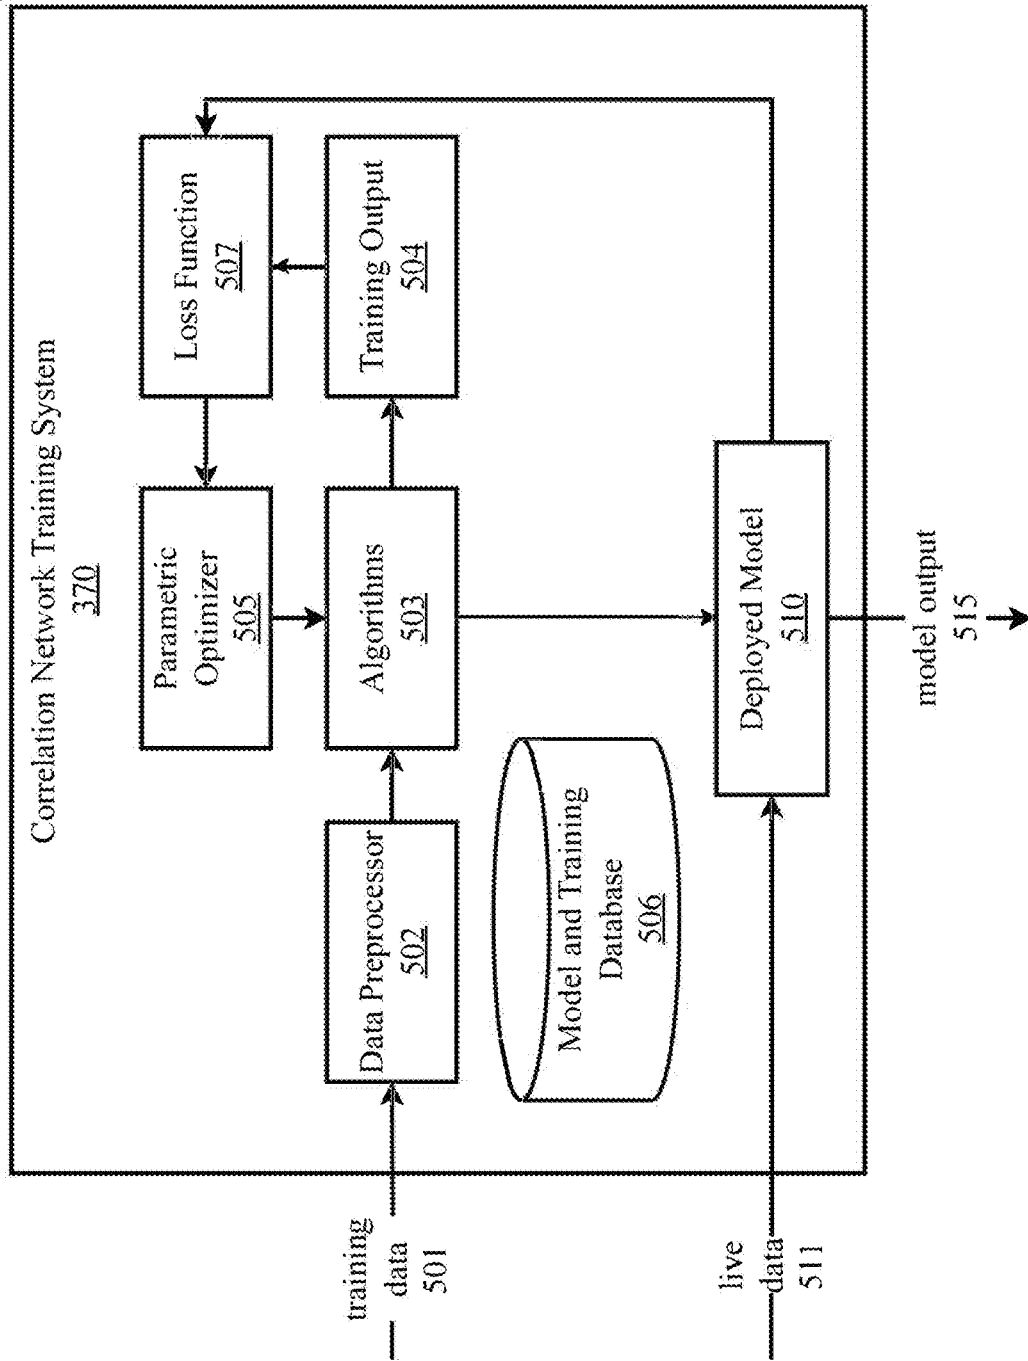 Correlation Network Training System
370
Parametric
Optimizer
505
Loss Function
507
training
data
501
Data Preprocessor
502
Algorithms
503
Training Output
504
Model and Training
Database
506
live
data
511
Deployed Model
510
model output
515